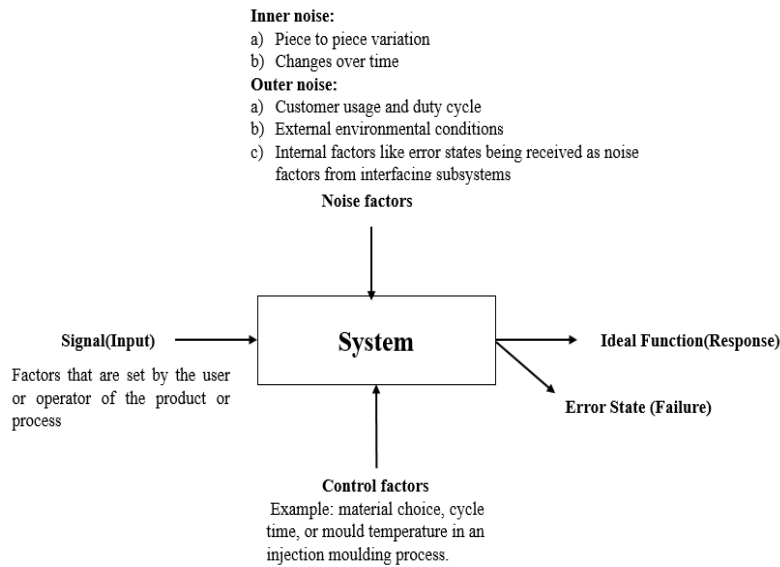 Inner noise:
a) Piece to piece variation
b) Changes over time
Outer noise:
a) Customer usage and duty cycle
b) External environmental conditions
c) Internal factors like error states being received as noise
factors from interfacing subsystems
Noise factors
Signal(Input)
Factors that are set by the user
or operator of the product or
process
System
Ideal Function(Response)
Error State (Failure)
Control factors
Example: material choice, cycle
time, or mould temperature in an
injection moulding process.